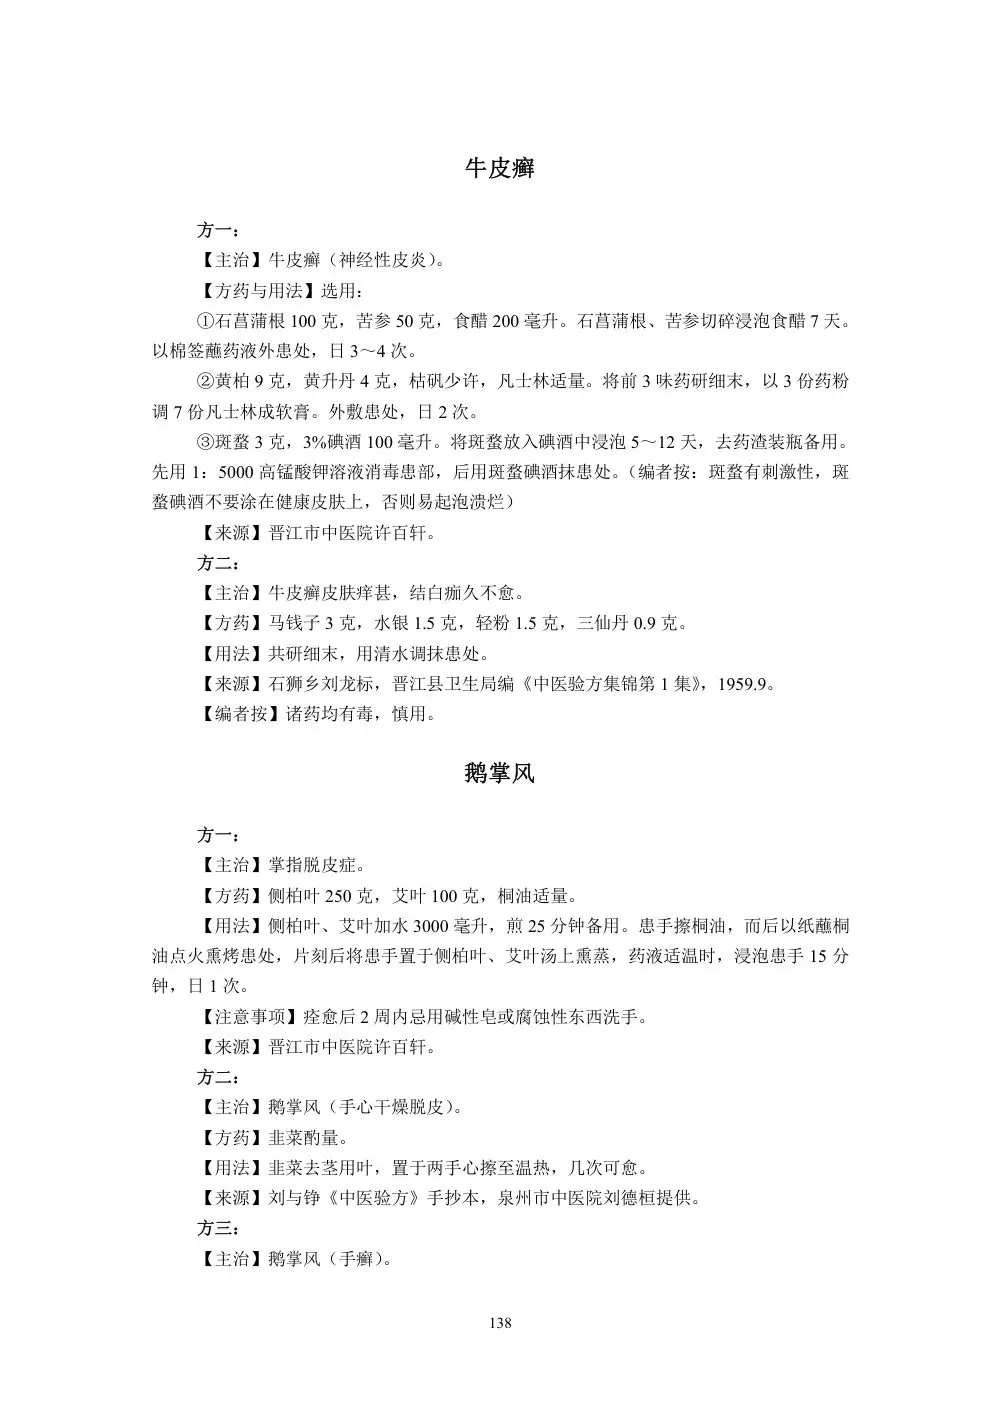 牛皮癣
方一：
【主治】牛皮癣（神经性皮炎）。
【方药与用法】选用：
①石菖蒲根 100 克，苦参 50 克，食醋 200 毫升。石菖蒲根、苦参切碎浸泡食醋 7 天。
以棉签蘸药液外患处，日 3～4 次。
②黄柏 9 克，黄升丹 4 克，枯矾少许，凡士林适量。将前 3 味药研细末，以 3 份药粉
调 7 份凡士林成软膏。外敷患处，日 2 次。
③斑蝥 3 克，3%碘酒 100 毫升。将斑蝥放入碘酒中浸泡 5～12 天，去药渣装瓶备用。
先用 1：5000 高锰酸钾溶液消毒患部，后用斑蝥碘酒抹患处。（编者按：斑蝥有刺激性，斑
蝥碘酒不要涂在健康皮肤上，否则易起泡溃烂）
【来源】晋江市中医院许百轩。
方二：
【主治】牛皮癣皮肤痒甚，结白痂久不愈。
【方药】马钱子 3 克，水银 1.5 克，轻粉 1.5 克，三仙丹 0.9 克。
【用法】共研细末，用清水调抹患处。
【来源】石狮乡刘龙标，晋江县卫生局编《中医验方集锦第 1 集》，1959.9。
【编者按】诸药均有毒，慎用。
鹅掌风
方一：
【主治】掌指脱皮症。
【方药】侧柏叶 250 克，艾叶 100 克，桐油适量。
【用法】侧柏叶、艾叶加水 3000 毫升，煎 25 分钟备用。患手擦桐油，而后以纸蘸桐
油点火熏烤患处，片刻后将患手置于侧柏叶、艾叶汤上熏蒸，药液适温时，浸泡患手 15 分
钟，日 1 次。
【注意事项】痊愈后 2 周内忌用碱性皂或腐蚀性东西洗手。
【来源】晋江市中医院许百轩。
方二：
【主治】鹅掌风（手心干燥脱皮）。
【方药】韭菜酌量。
【用法】韭菜去茎用叶，置于两手心擦至温热，几次可愈。
【来源】刘与铮《中医验方》手抄本，泉州市中医院刘德桓提供。
方三：
【主治】鹅掌风（手癣）。
138